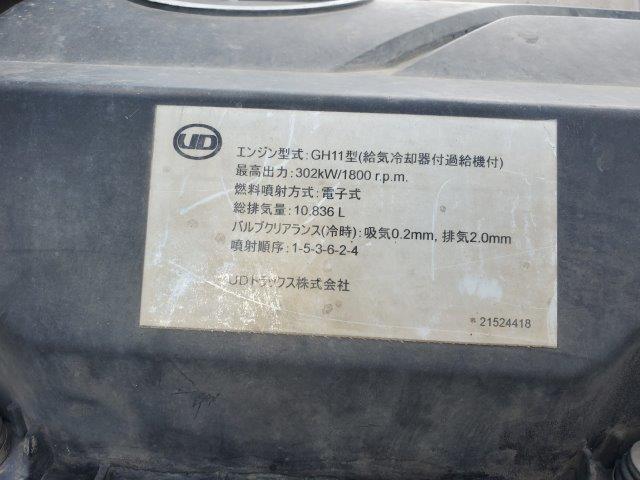 UD
エンジン型式:GH11型(給気冷却器付過給機付)
最高出力:302kW/1800 r.p.m.
燃料噴射方式:電子式
総排気量:10.836 L
バルブクリアランス(冷時):吸気0.2mm, 排気2.0mm
噴射順序:1-5-3-6-2-4
UDトラックス株式会社
21524418